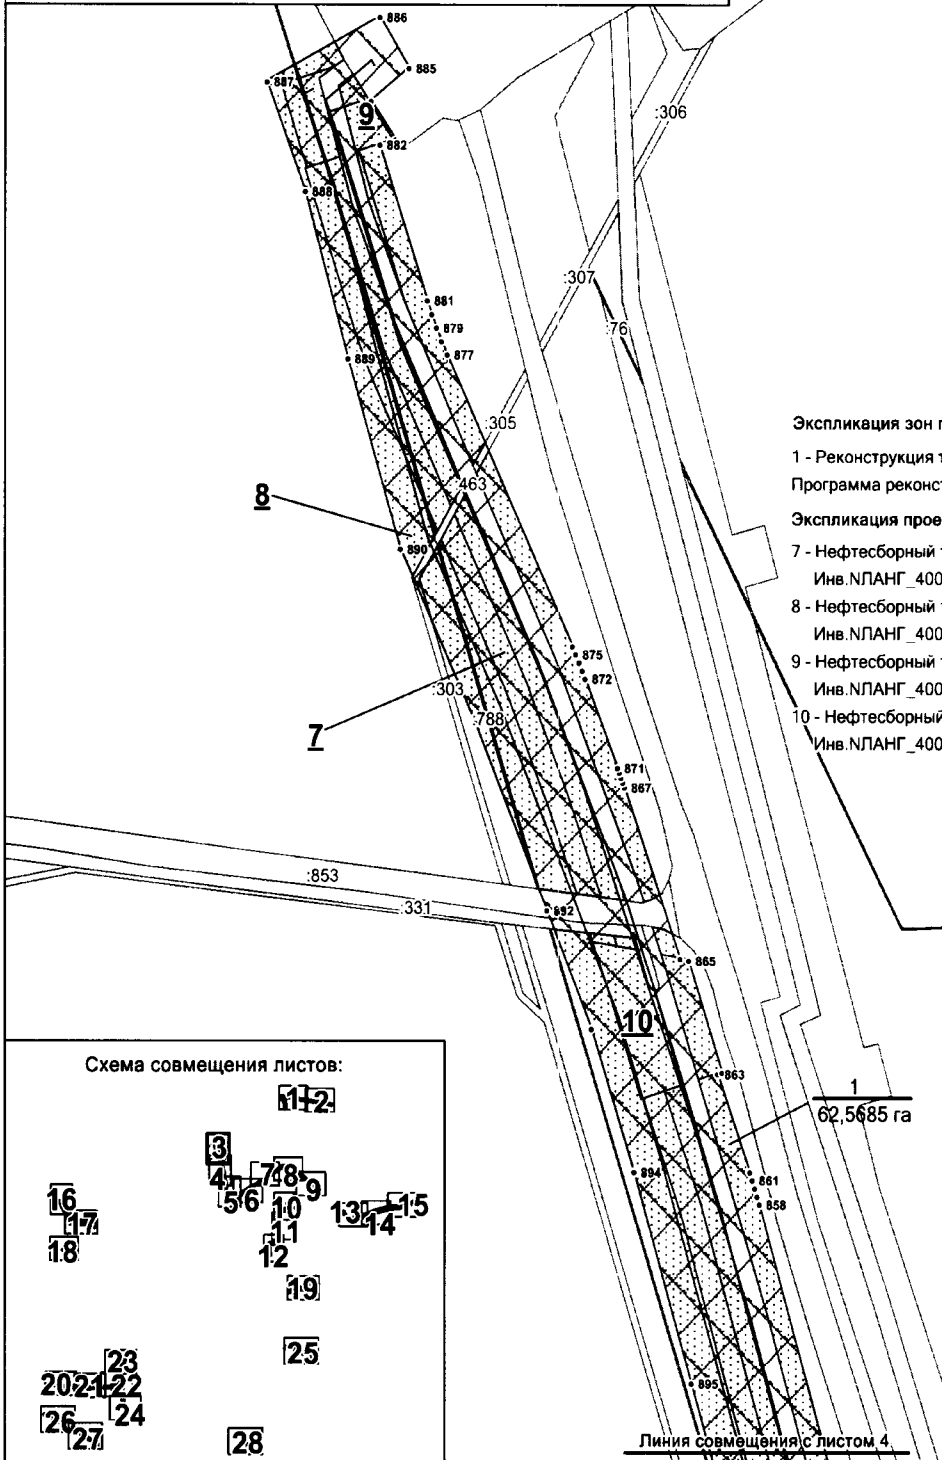 886
885
887
9
882
888
:306
:307
:76
881
879
877
889
:305
463
8
890
Экспликация зон п
1 - Реконструкция т
Программа реконс
Экспликация прое
7 - Нефтесборный т
Инв.NЛАНГ_400
8 - Нефтесборный т
Инв.NЛАНГ_400
9 - Нефтесборный т
Инв.NЛАНГ_400
10 - Нефтесборный
Инв.NЛАНГ_400
875
872
:303
:788
7
871
867
:853
:331
892
865
10
863
1
62,5685 га
894
861
858
895
Линия совмещения с листом 4
Схема совмещения листов:
1 2
3
4 7 8
5 6 9
16 10 13 14 15
17 11
18 12
19
25
23
20 21 22
24
26
27 28